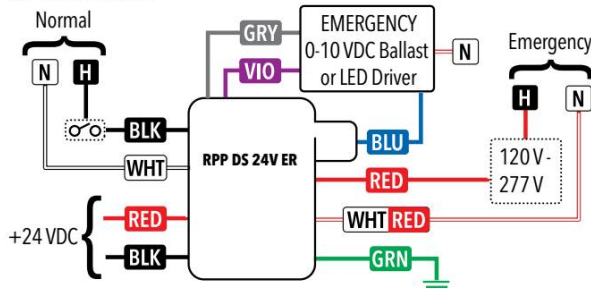 Normal
N
H
BLK
WHT
+24 VDC
RED
BLK
GRY
VIO
RPP DS 24V ER
EMERGENCY
0-10 VDC Ballast
or LED Driver
N
BLU
RED
WHT RED
GRN
Emergency
H
N
120 V -
277 V